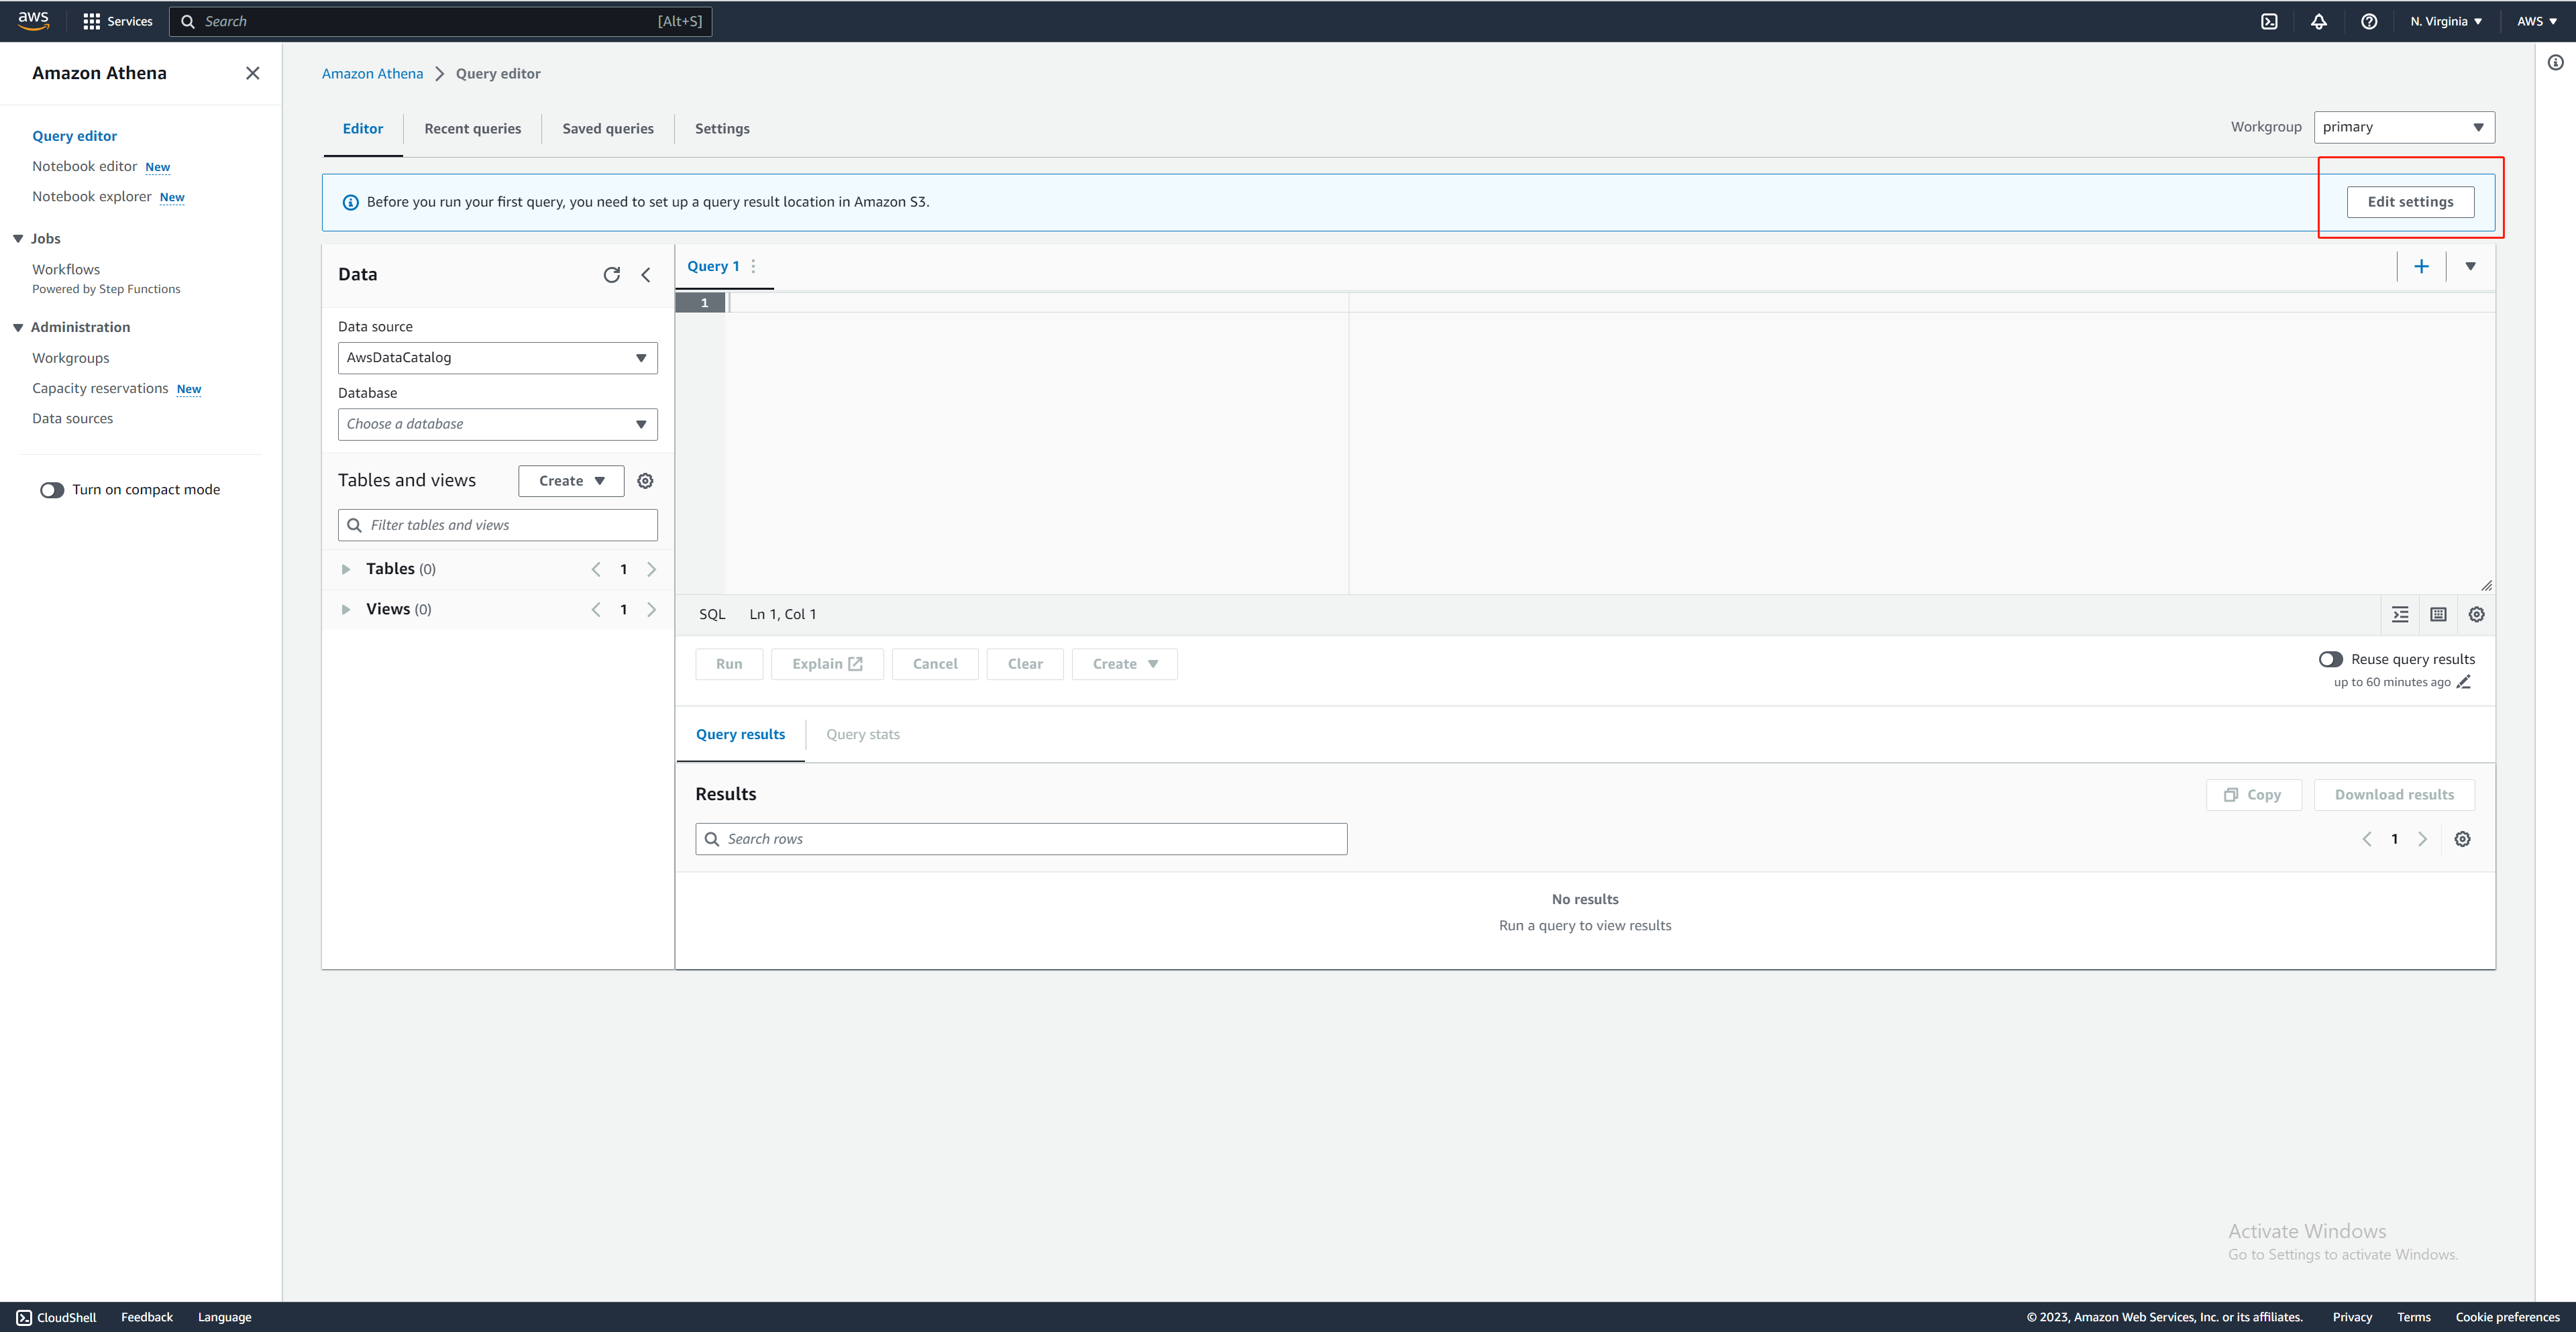 aws
Services
Search
[Alt+S]
N. Virginia
AWS
Amazon Athena
Query editor
Notebook editor New
Notebook explorer New
Jobs
Workflows
Powered by Step Functions
Administration
Workgroups
Capacity reservations New
Data sources
Turn on compact mode
Amazon Athena > Query editor
Editor
Recent queries
Saved queries
Settings
Workgroup
primary
Before you run your first query, you need to set up a query result location in Amazon S3.
Edit settings
Data
Data source
AwsDataCatalog
Database
Choose a database
Tables and views
Create
Filter tables and views
Tables (0)
1
Views (0)
1
Query 1
1
SQL Ln 1, Col 1
Run
Explain
Cancel
Clear
Create
Reuse query results
up to 60 minutes ago
Query results
Query stats
Results
Copy
Download results
Search rows
1
No results
Run a query to view results
Activate Windows
Go to Settings to activate Windows.
CloudShell
Feedback
Language
© 2023, Amazon Web Services, Inc. or its affiliates.
Privacy
Terms
Cookie preferences